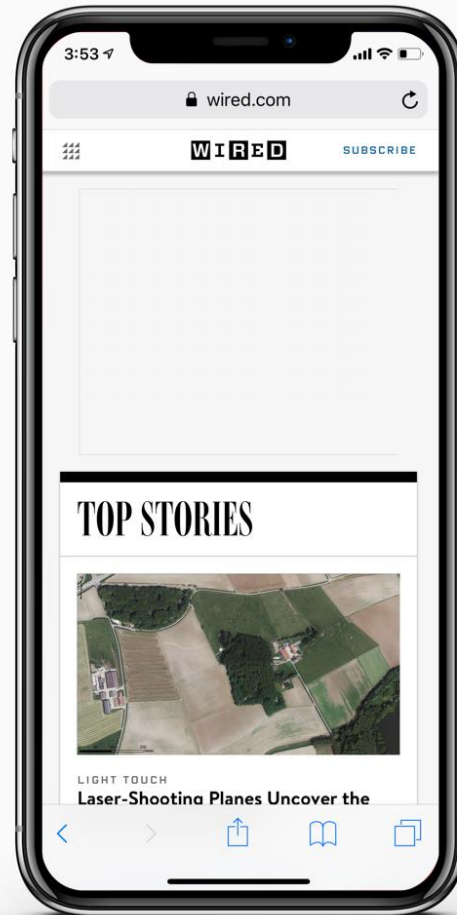 3:53
wired.com
WIRED
SUBSCRIBE
TOP STORIES
LIGHT TOUCH
Laser-Shooting Planes Uncover the